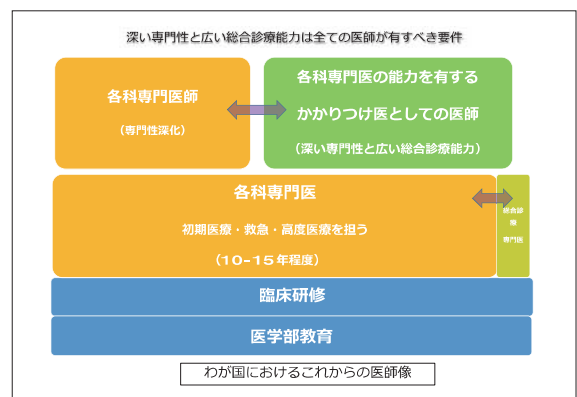 深い専門性と広い総合診療能力は全ての医師が有すべき要件
各科専門医師
（専門性深化）
各科専門医の能力を有する
かかりつけ医としての医師
（深い専門性と広い総合診療能力）
各科専門医
初期医療・救急・高度医療を担う
（10-15年程度）
総合診
療
専門医
臨床研修
医学部教育
わが国におけるこれからの医師像